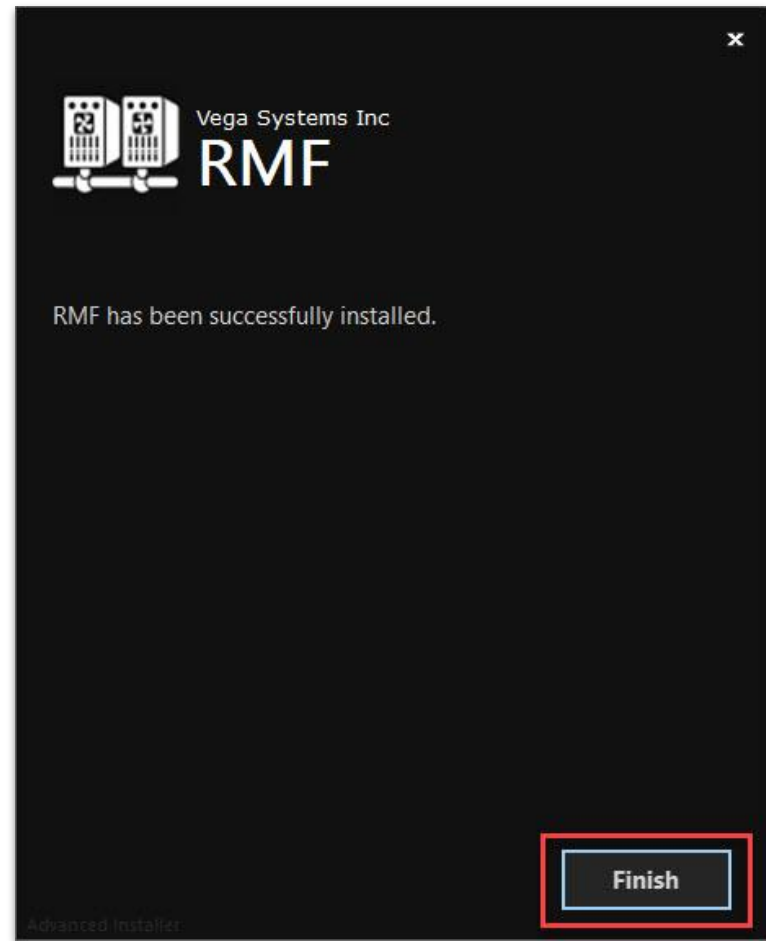 Vega Systems Inc
RMF
RMF has been successfully installed.
Finish
Advanced Installer